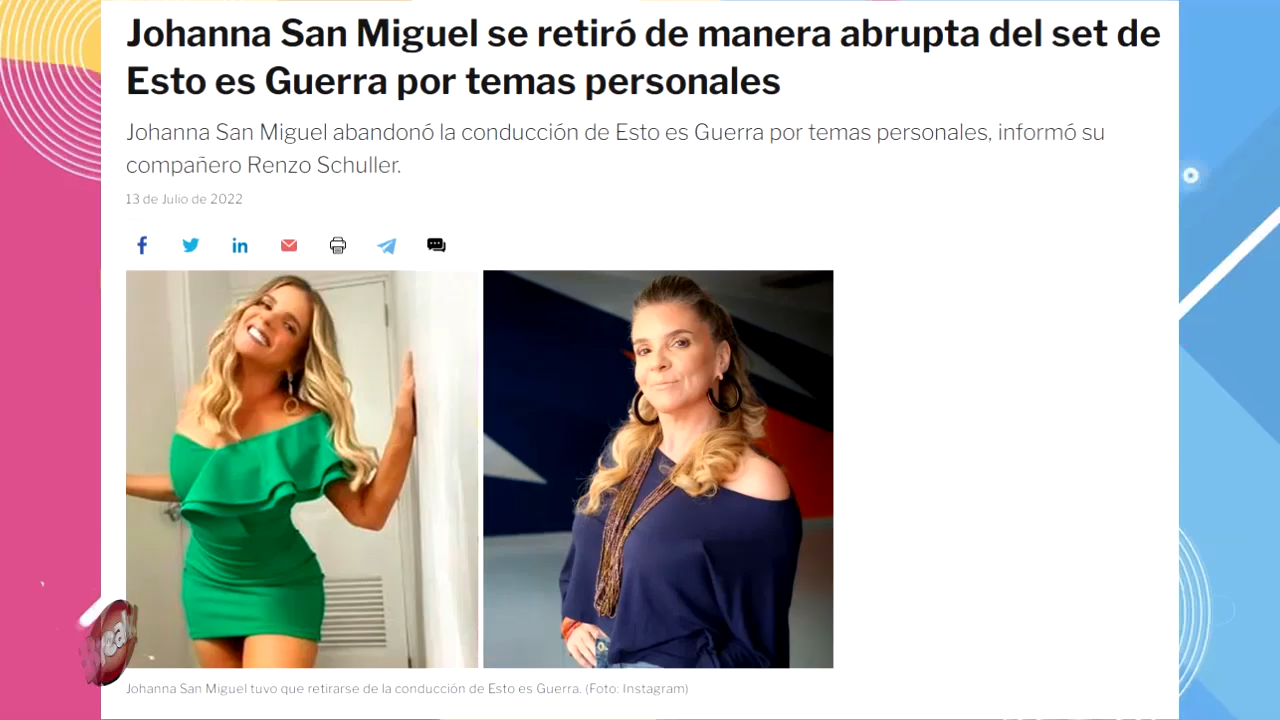 Johanna San Miguel se retiró de manera abrupta del set de
Esto es Guerra por temas personales
Johanna San Miguel abandonó la conducción de Esto es Guerra por temas personales, informó su
compañero Renzo Schuller.
13 de Julio de 2022
in
Johanna San Miguel tuvo que retirarse de la conducción de Esto es Guerra. (Foto: Instagram)